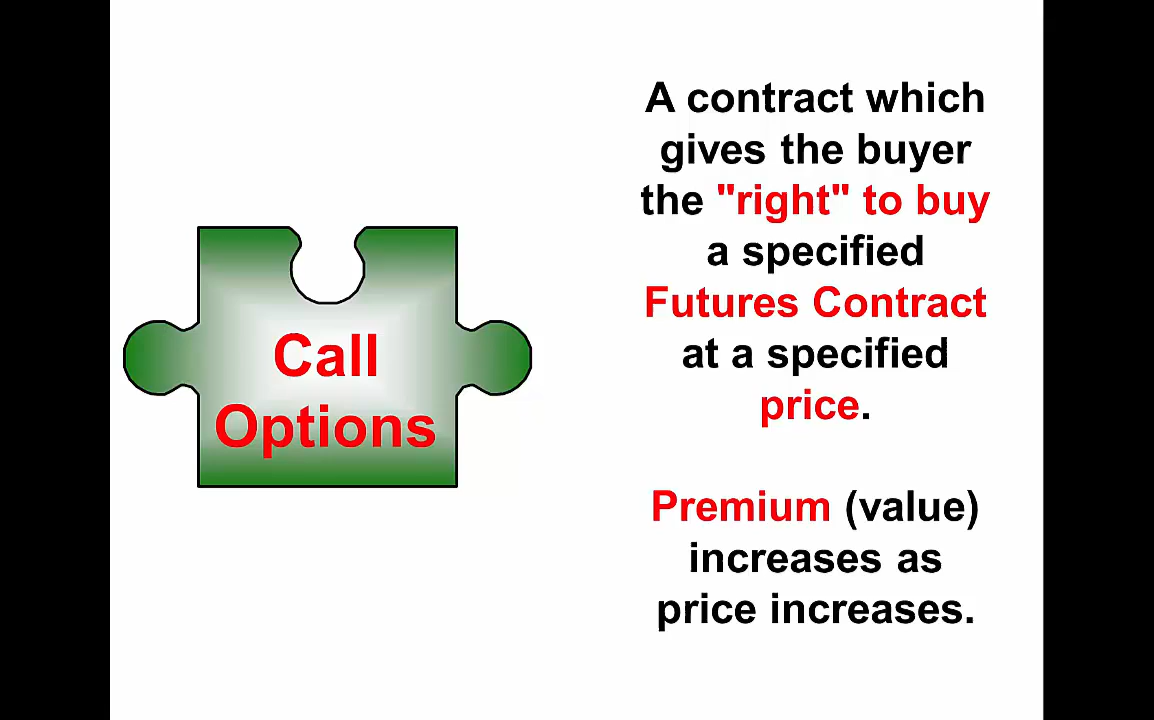 Call
Options
A contract which
gives the buyer
the "right" to buy
a specified
Futures Contract
at a specified
price.
Premium (value)
increases as
price increases.